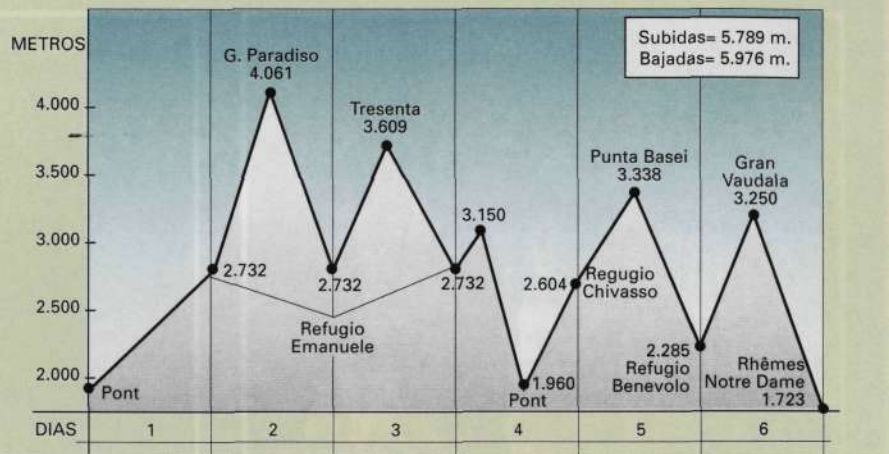 METROS
Subidas= 5.789 m.
Bajadas= 5.976 m.
G. Paradiso
4.061
Tresenta
3.609
4.000
3.500
Punta Basei
3.338
Gran
Vaudala
3.250
3.150
3.000
2.732
2.732
2.732
2.604
Regugio
Chivasso
2.500
Refugio
Emanuele
2.285
Refugio
Benevolo
Rhêmes
Notre Dame
1.723
2.000
Pont
1.960
Pont
DIAS
1
2
3
4
5
6